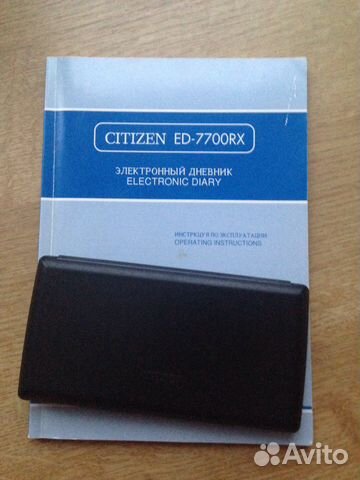 CITIZEN ED-7700RX
ЭЛЕКТРОННЫЙ ДНЕВНИК
ELECTRONIC DIARY
ИНСТРУКЦИЯ ПО ЭКСПЛУАТАЦИИ
OPERATING INSTRUCTIONS
Avito